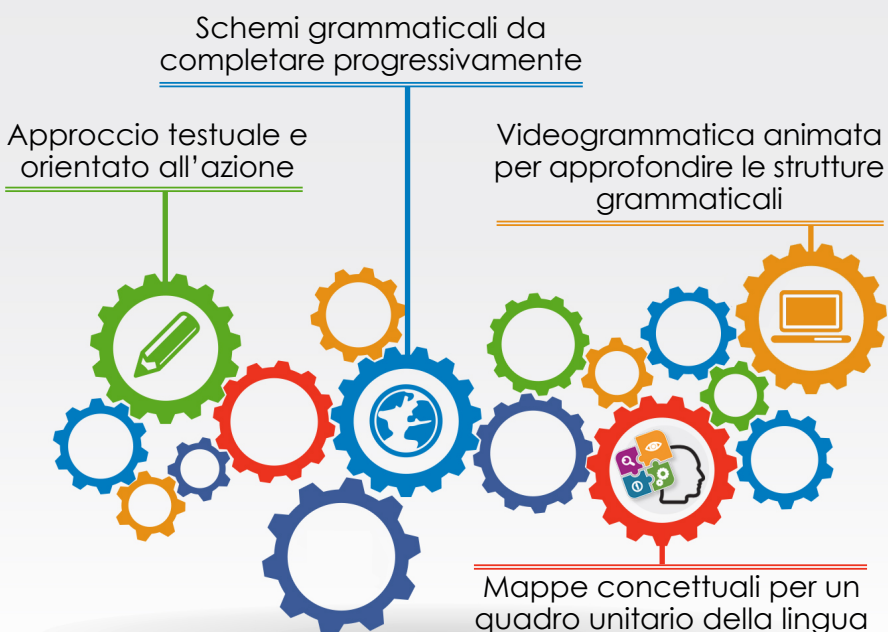 Schemi grammaticali da
completare progressivamente
Approccio testuale e
orientato all’azione
Videogrammatica animata
per approfondire le strutture
grammaticali
Mappe concettuali per un
quadro unitario della lingua